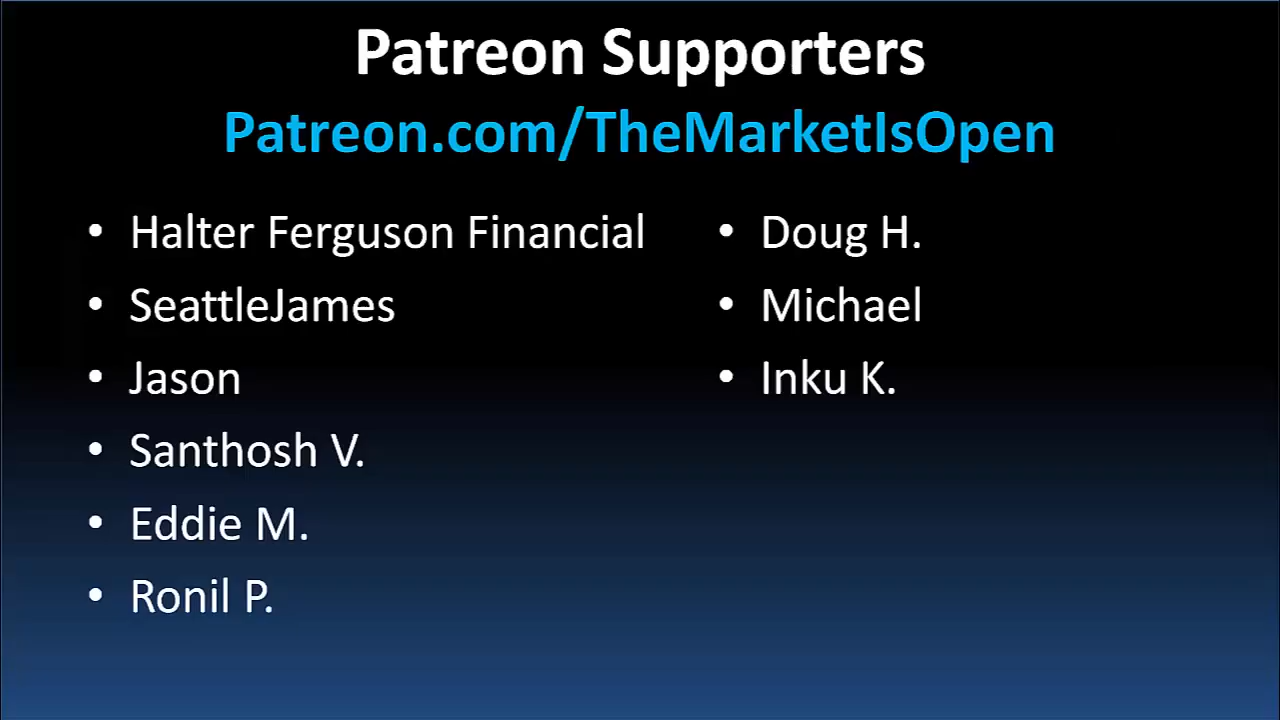 Patreon Supporters
Patreon.com/TheMarketIsOpen
• Halter Ferguson Financial
• SeattleJames
• Jason
• Santhosh V.
• Eddie M.
• Ronil P.
• Doug H.
• Michael
• Inku K.